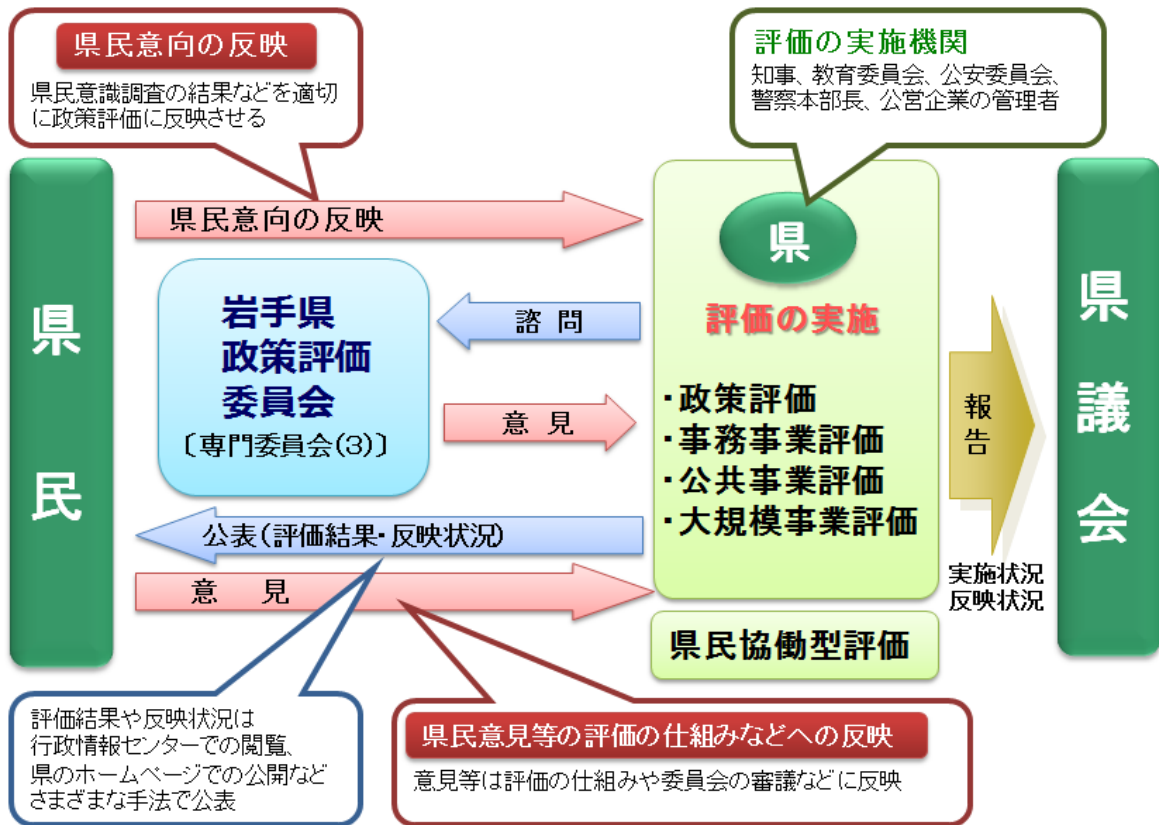 県民意向の反映
県民意識調査の結果などを適切
に政策評価に反映させる
評価の実施機関
知事、教育委員会、公安委員会、
警察本部長、公営企業の管理者
県民
県民意向の反映
岩手県
政策評価
委員会
〔専門委員会(3)〕
諮問
意見
公表(評価結果・反映状況)
意見
県
評価の実施
・政策評価
・事務事業評価
・公共事業評価
・大規模事業評価
県民協働型評価
報告
実施状況
反映状況
県議会
評価結果や反映状況は
行政情報センターでの閲覧、
県のホームページでの公開など
さまざまな手法で公表
県民意見等の評価の仕組みなどへの反映
意見等は評価の仕組みや委員会の審議などに反映